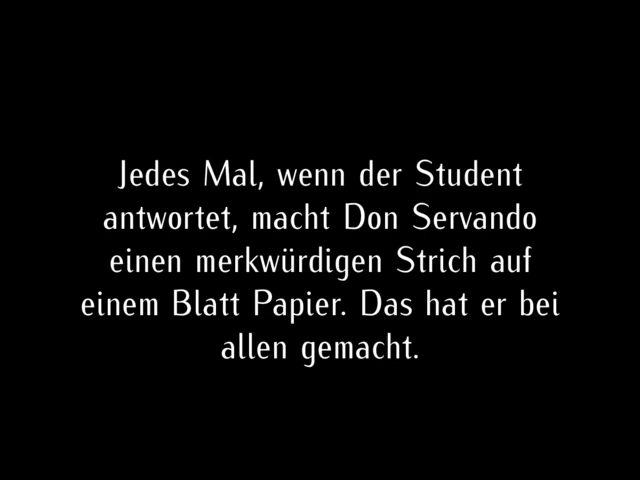 Jedes Mal, wenn der Student
antwortet, macht Don Servando
einen merkwürdigen Strich auf
einem Blatt Papier. Das hat er bei
allen gemacht.